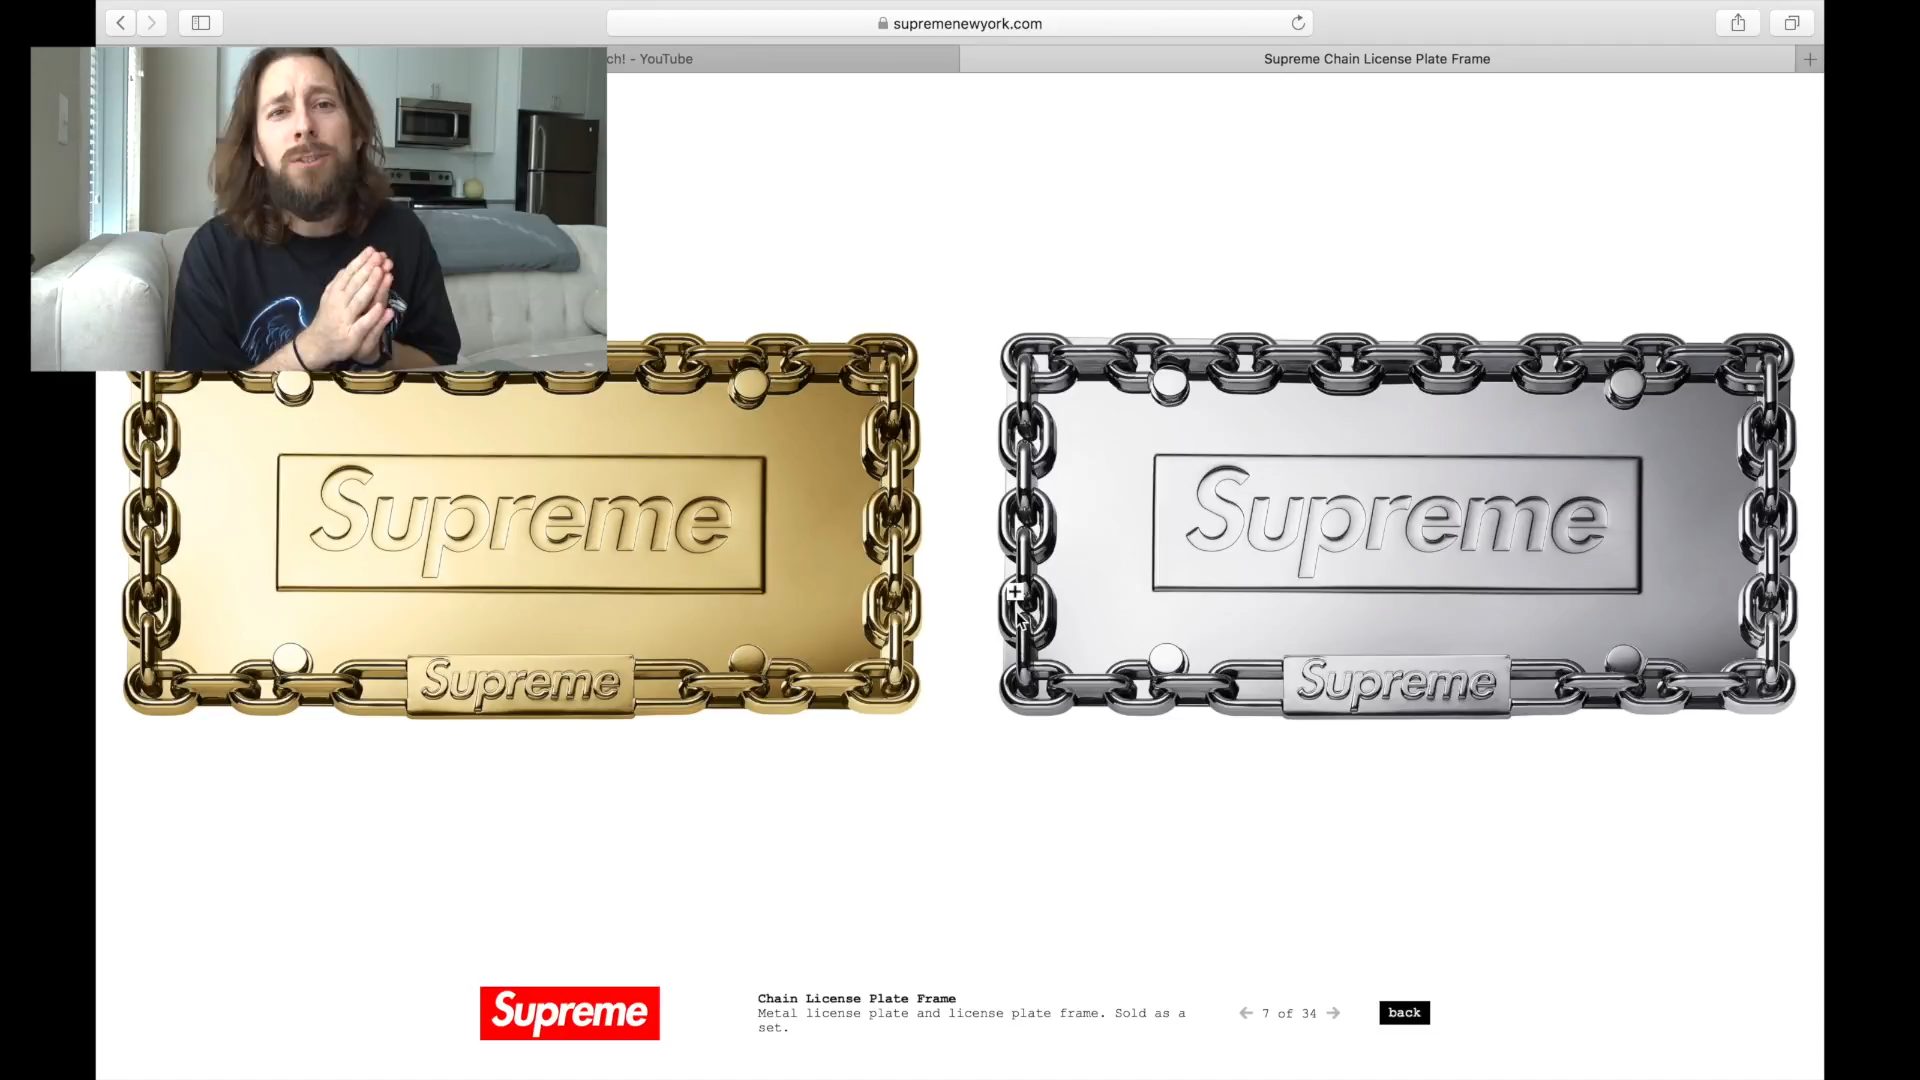 supremenewyork.com
ch! - YouTube
Supreme Chain License Plate Frame
Supreme
Supreme
Supreme
Supreme
Supreme
Chain License Plate Frame
Metal license plate and license plate frame. Sold as a
set.
7 of 34
back